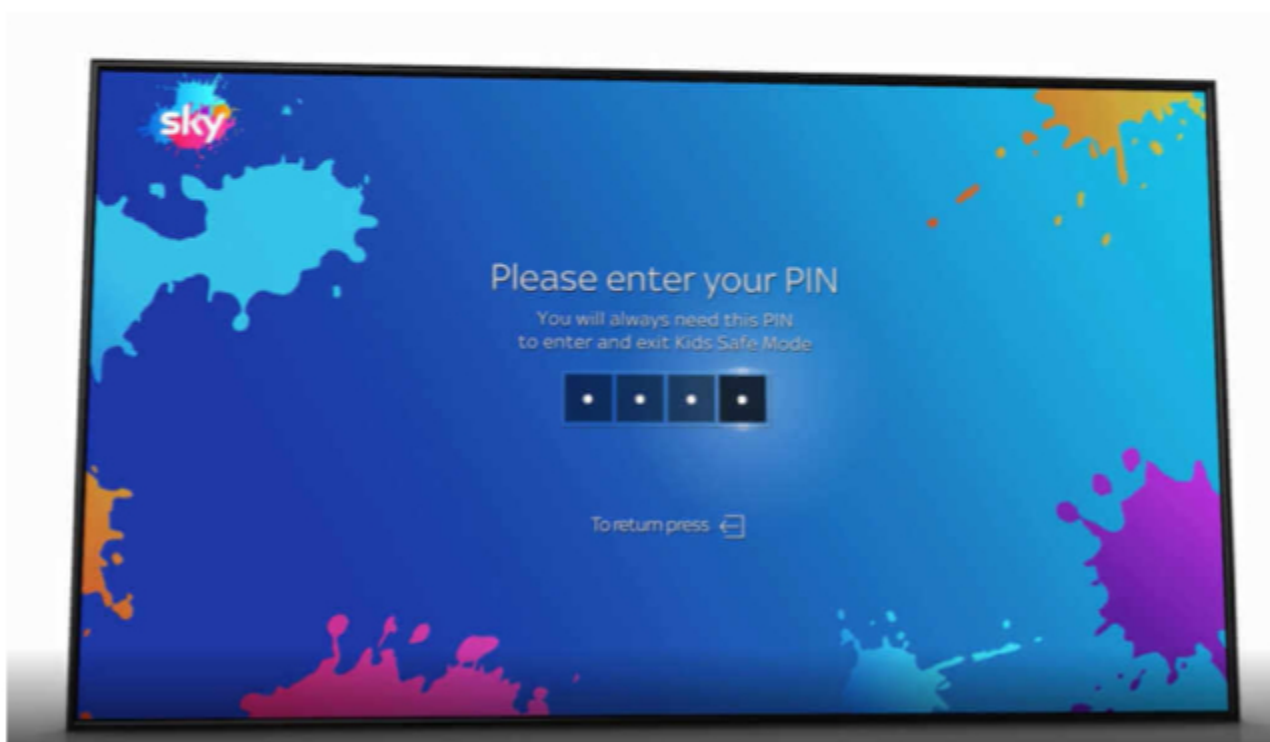 sky
Please enter your PIN
You will always need this PIN
to enter and exit Kids Safe Mode
To return press